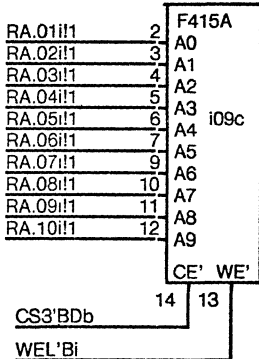 F415A
RA.01i!1 2 A0
RA.02i!1 3 A1
RA.03i!1 4 A2
RA.04i!1 5 A3
RA.05i!1 6 A4 i09c
RA.06i!1 7 A5
RA.07i!1 9 A6
RA.08i!1 10 A7
RA.09i!1 11 A8
RA.10i!1 12 A9
CE' WE'
14 13
CS3'BDb
WEL'Bi